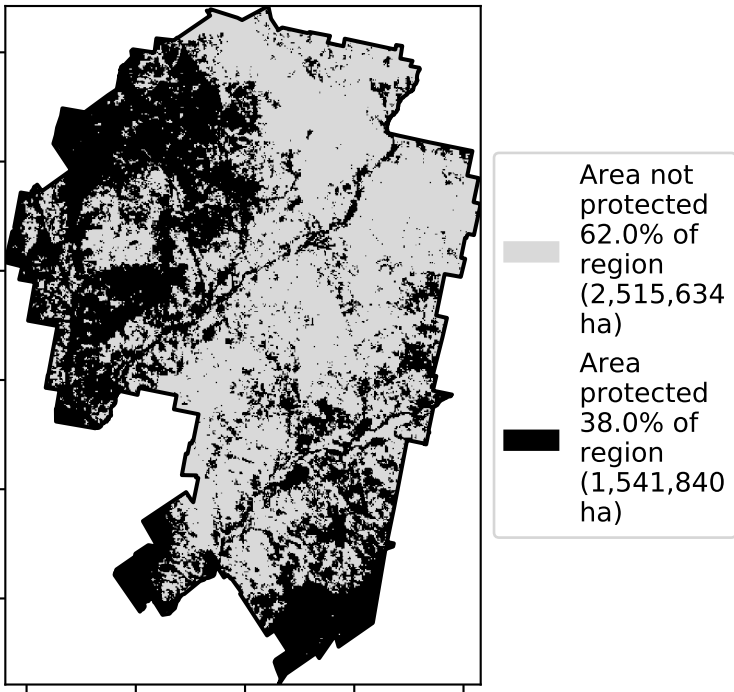 Area not
protected
62.0% of
region
(2,515,634
ha)
Area
protected
38.0% of
region
(1,541,840
ha)